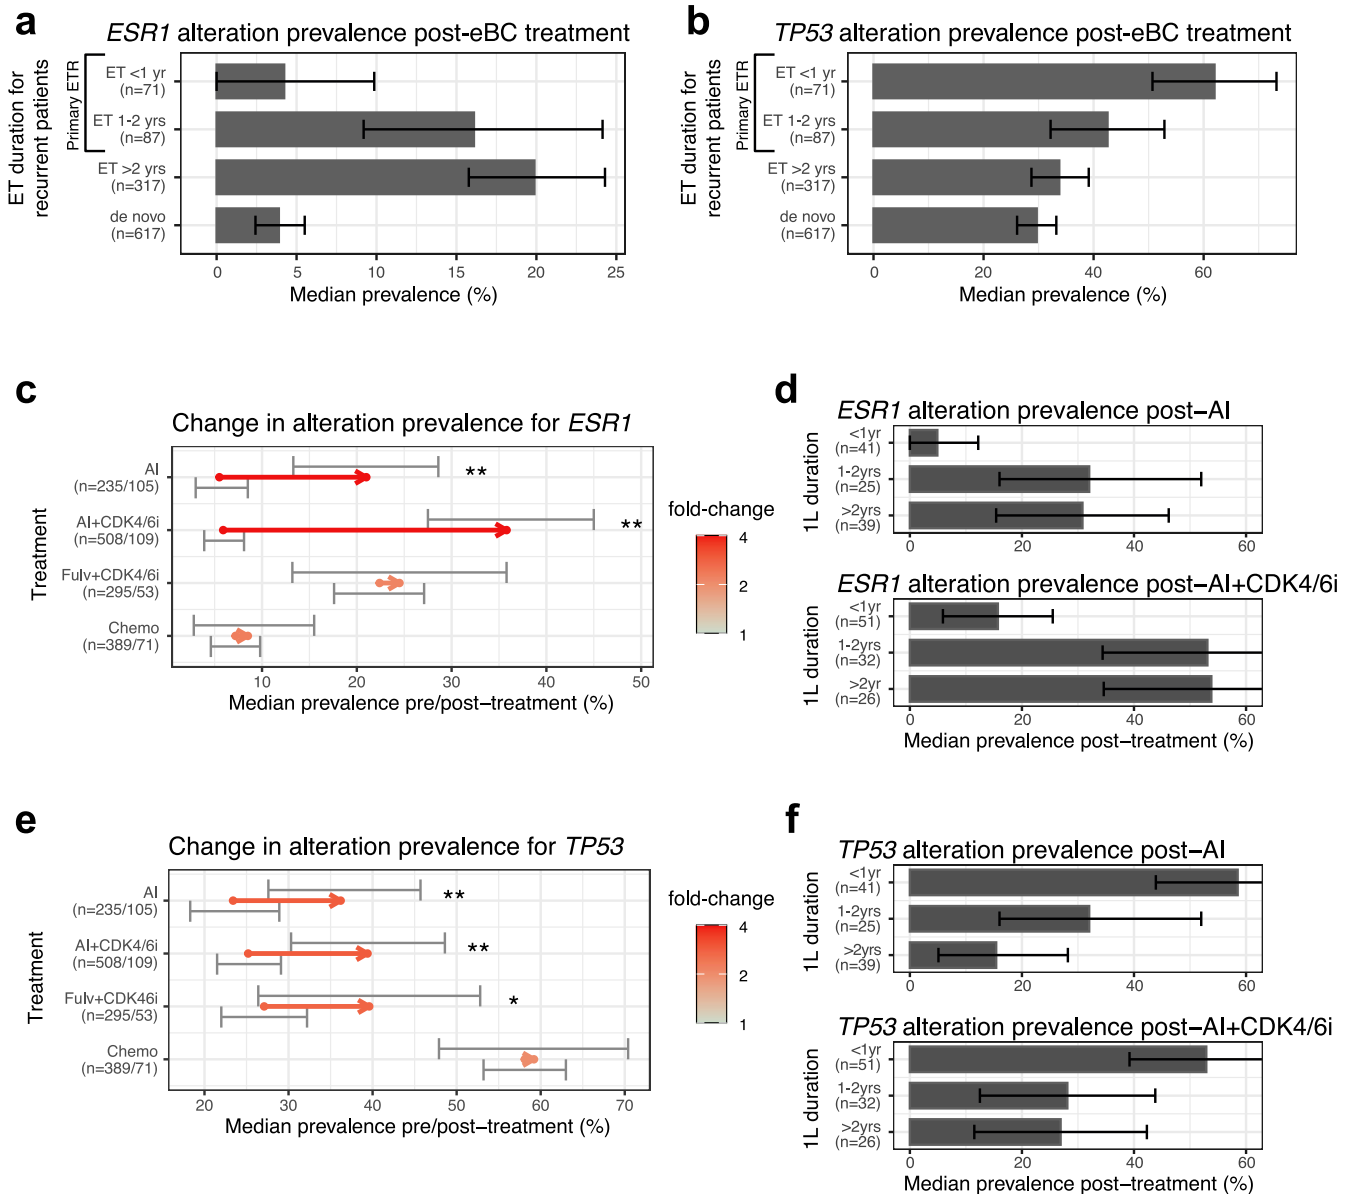 a
ESR1 alteration prevalence post-eBC treatment
ET duration for
recurrent patients
Primary ETR
ET <1 yr
(n=71)
ET 1-2 yrs
(n=87)
ET >2 yrs
(n=317)
de novo
(n=617)
0 5 10 15 20 25
Median prevalence (%)
b
TP53 alteration prevalence post-eBC treatment
ET duration for
recurrent patients
Primary ETR
ET <1 yr
(n=71)
ET 1-2 yrs
(n=87)
ET >2 yrs
(n=317)
de novo
(n=617)
0 20 40 60
Median prevalence (%)
c
Change in alteration prevalence for ESR1
Treatment
AI
(n=235/105)
**
AI+CDK4/6i
(n=508/109)
**
Fulv+CDK4/6i
(n=295/53)
Chemo
(n=389/71)
10 20 30 40 50
Median prevalence pre/post−treatment (%)
fold−change
4
2
1
d
ESR1 alteration prevalence post−AI
1L duration
<1yr
(n=41)
1-2yrs
(n=25)
>2yrs
(n=39)
0 20 40 60
ESR1 alteration prevalence post−AI+CDK4/6i
1L duration
<1yr
(n=51)
1-2yrs
(n=32)
>2yr
(n=26)
0 20 40 60
Median prevalence post−treatment (%)
e
Change in alteration prevalence for TP53
Treatment
AI
(n=235/105)
**
AI+CDK4/6i
(n=508/109)
**
Fulv+CDK46i
(n=295/53)
*
Chemo
(n=389/71)
20 30 40 50 60 70
Median prevalence pre/post−treatment (%)
fold−change
4
2
1
f
TP53 alteration prevalence post−AI
1L duration
<1yr
(n=41)
1-2yrs
(n=25)
>2yrs
(n=39)
0 20 40 60
TP53 alteration prevalence post−AI+CDK4/6i
1L duration
<1yr
(n=51)
1-2yrs
(n=32)
>2yrs
(n=26)
0 20 40 60
Median prevalence post−treatment (%)